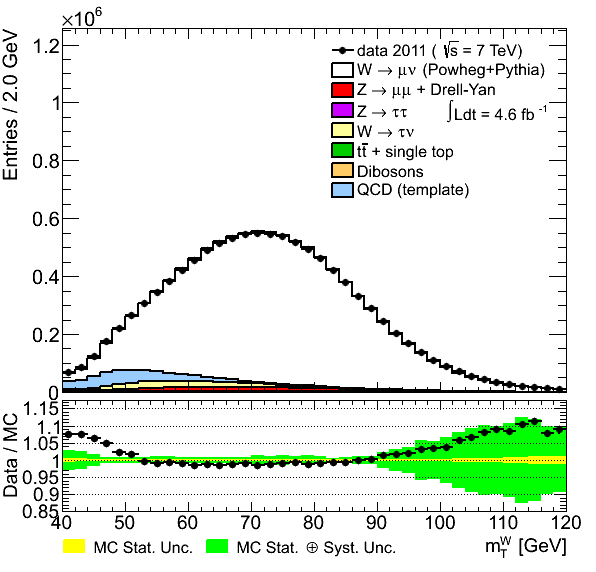 ×10⁶
Entries / 2.0 GeV
1.2
1
0.8
0.6
0.4
0.2
0
data 2011 ( √s = 7 TeV)
W → μν (Powheg+Pythia)
Z → μμ + Drell-Yan
Z → ττ
∫Ldt = 4.6 fb⁻¹
W → τν
tt̄ + single top
Dibosons
QCD (template)
Data / MC
1.15
1.1
1.05
1
0.95
0.9
0.85
40 50 60 70 80 90 100 110 120
m_T^W [GeV]
MC Stat. Unc. MC Stat. ⊕ Syst. Unc.